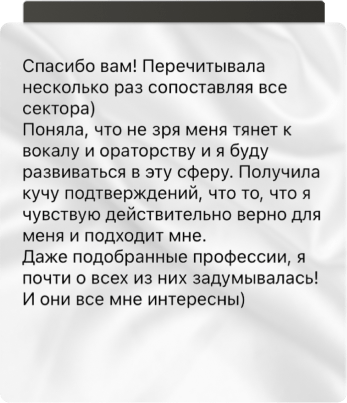 Спасибо вам! Перечитывала
несколько раз сопоставляя все
сектора)
Поняла, что не зря меня тянет к
вокалу и ораторству и я буду
развиваться в эту сферу. Получила
кучу подтверждений, что то, что я
чувствую действительно верно для
меня и подходит мне.
Даже подобранные профессии, я
почти о всех из них задумывалась!
И они все мне интересны)